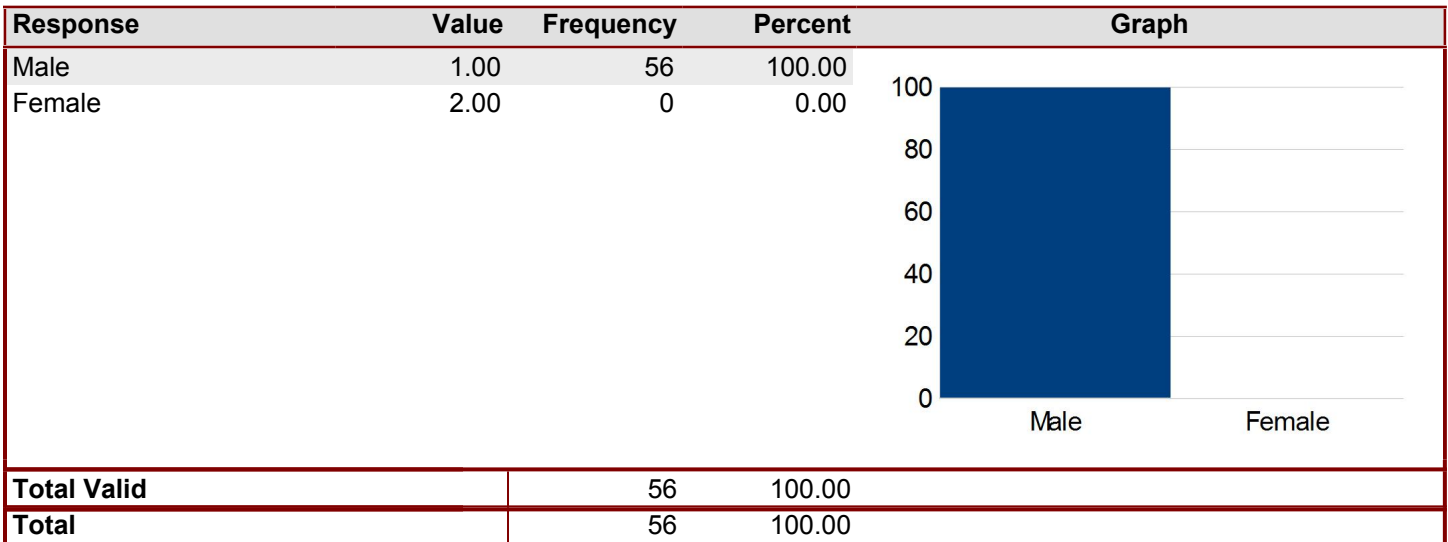 Response Value Frequency Percent Graph
Male 1.00 56 100.00
Female 2.00 0 0.00
100
80
60
40
20
0
Male Female
Total Valid 56 100.00
Total 56 100.00